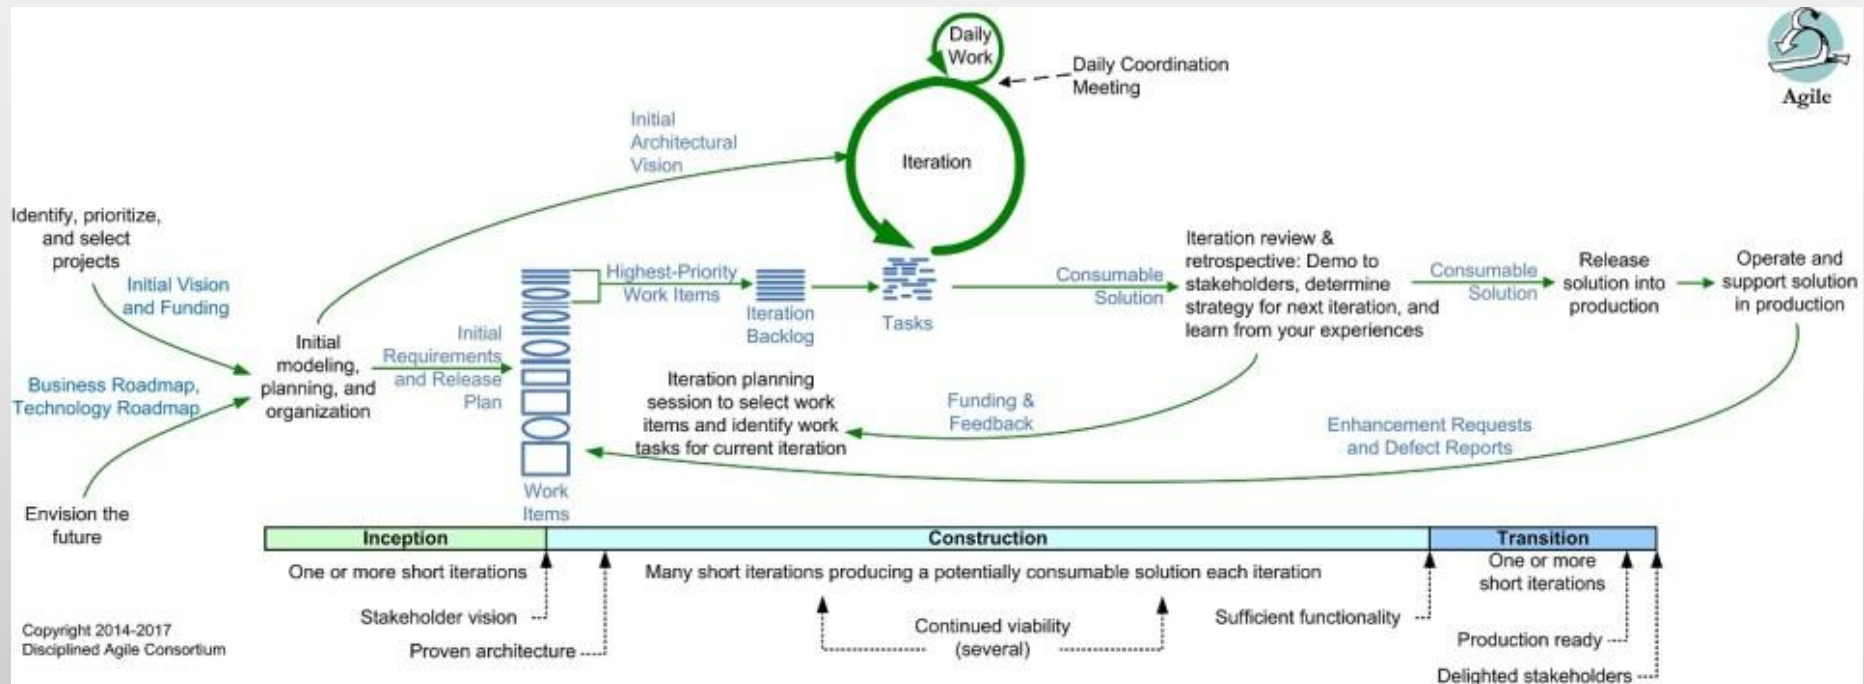 Daily
Work
Daily Coordination
Meeting
Agile
Initial
Architectural
Vision
Iteration
Identify, prioritize,
and select
projects
Initial Vision
and Funding
Business Roadmap,
Technology Roadmap
Envision the
future
Initial
modeling,
planning, and
organization
Initial
Requirements
and Release
Plan
Work
Items
Highest-Priority
Work Items
Iteration
Backlog
Tasks
Consumable
Solution
Iteration review &
retrospective: Demo to
stakeholders, determine
strategy for next iteration, and
learn from your experiences
Consumable
Solution
Release
solution into
production
Operate and
support solution
in production
Iteration planning
session to select work
items and identify work
tasks for current iteration
Funding &
Feedback
Enhancement Requests
and Defect Reports
Inception
Construction
Transition
One or more short iterations
Many short iterations producing a potentially consumable solution each iteration
One or more
short iterations
Stakeholder vision
Proven architecture
Continued viability
(several)
Sufficient functionality
Production ready
Delighted stakeholders
Copyright 2014-2017
Disciplined Agile Consortium